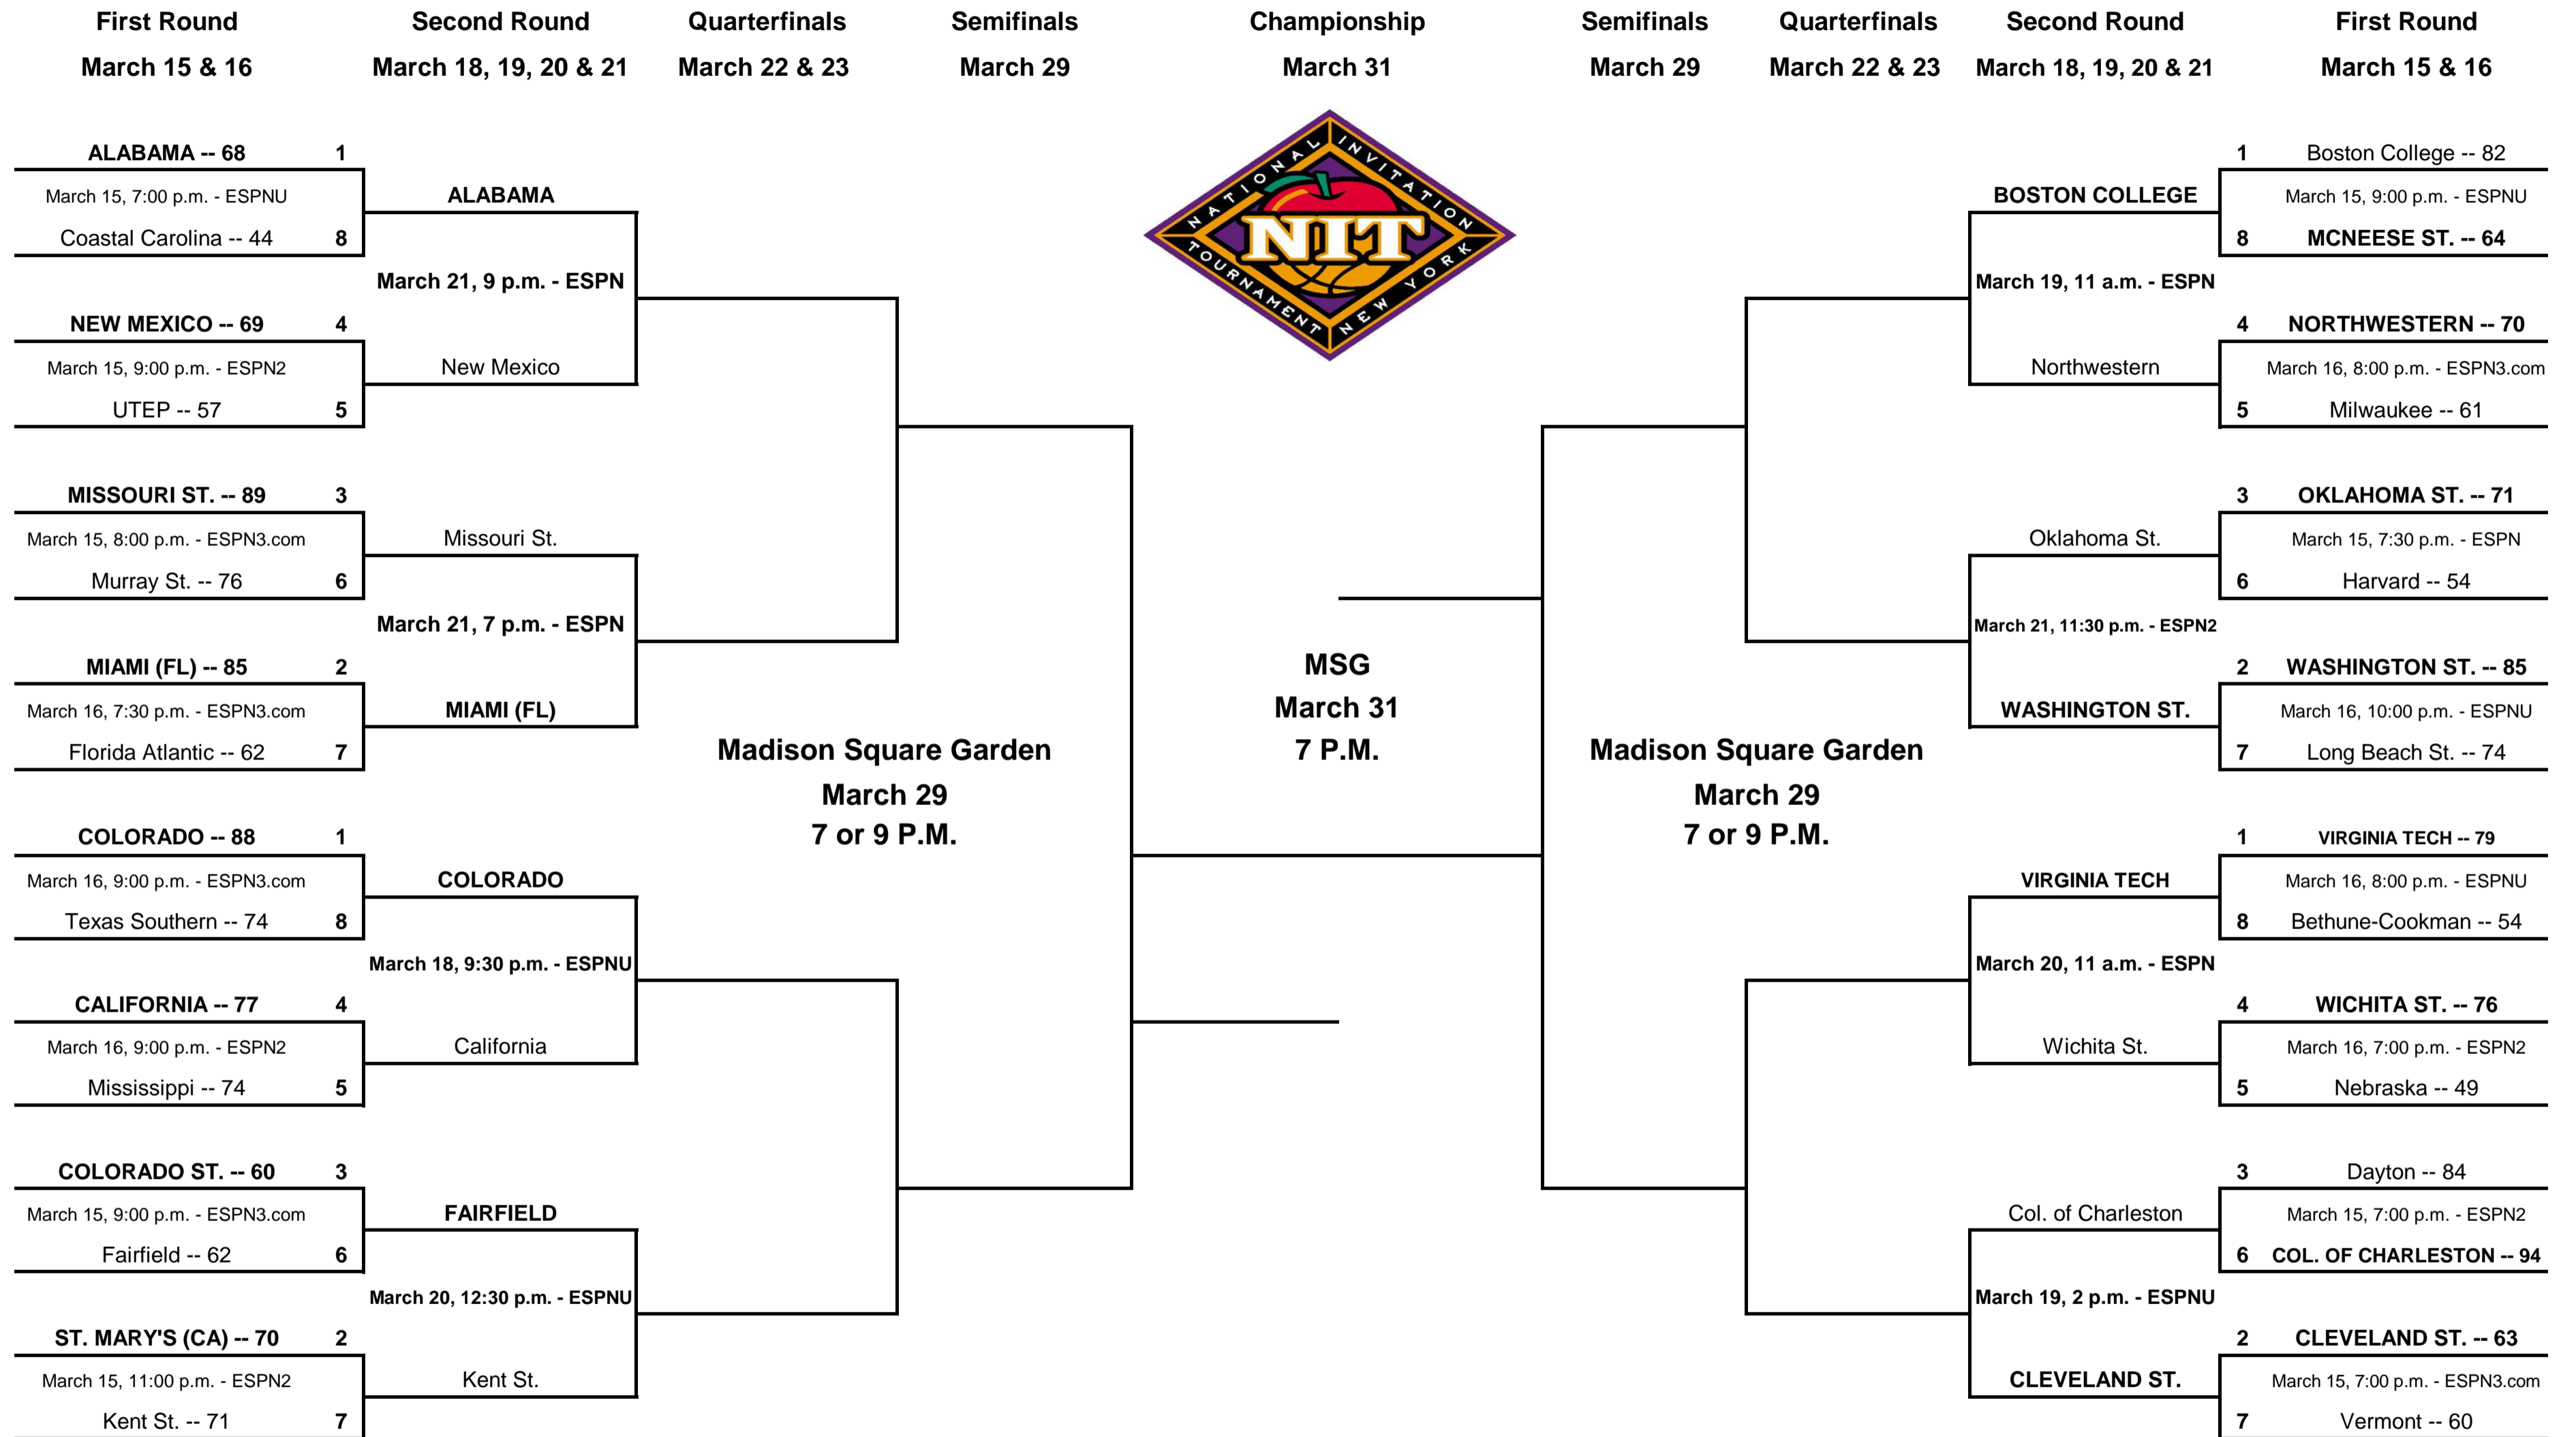 First Round
Second Round
Quarterfinals
Semifinals
Championship
Semifinals
Quarterfinals
Second Round
First Round
March 15 & 16
March 18, 19, 20 & 21
March 22 & 23
March 29
March 31
March 29
March 22 & 23
March 18, 19, 20 & 21
March 15 & 16
ALABAMA -- 68 1
March 15, 7:00 p.m. - ESPNU
Coastal Carolina -- 44 8
NEW MEXICO -- 69 4
March 15, 9:00 p.m. - ESPN2
UTEP -- 57 5
MISSOURI ST. -- 89 3
March 15, 8:00 p.m. - ESPN3.com
Murray St. -- 76 6
MIAMI (FL) -- 85 2
March 16, 7:30 p.m. - ESPN3.com
Florida Atlantic -- 62 7
COLORADO -- 88 1
March 16, 9:00 p.m. - ESPN3.com
Texas Southern -- 74 8
CALIFORNIA -- 77 4
March 16, 9:00 p.m. - ESPN2
Mississippi -- 74 5
COLORADO ST. -- 60 3
March 15, 9:00 p.m. - ESPN3.com
Fairfield -- 62 6
ST. MARY'S (CA) -- 70 2
March 15, 11:00 p.m. - ESPN2
Kent St. -- 71 7
ALABAMA
March 21, 9 p.m. - ESPN
New Mexico
Missouri St.
March 21, 7 p.m. - ESPN
MIAMI (FL)
COLORADO
March 18, 9:30 p.m. - ESPNU
California
FAIRFIELD
March 20, 12:30 p.m. - ESPNU
Kent St.
Madison Square Garden
March 29
7 or 9 P.M.
NATIONAL INVITATION
NIT
TOURNAMENT NEW YORK
MSG
March 31
7 P.M.
Madison Square Garden
March 29
7 or 9 P.M.
BOSTON COLLEGE
March 19, 11 a.m. - ESPN
Northwestern
Oklahoma St.
March 21, 11:30 p.m. - ESPN2
WASHINGTON ST.
VIRGINIA TECH
March 20, 11 a.m. - ESPN
Wichita St.
Col. of Charleston
March 19, 2 p.m. - ESPNU
CLEVELAND ST.
1 Boston College -- 82
March 15, 9:00 p.m. - ESPNU
8 MCNEESE ST. -- 64
4 NORTHWESTERN -- 70
March 16, 8:00 p.m. - ESPN3.com
5 Milwaukee -- 61
3 OKLAHOMA ST. -- 71
March 15, 7:30 p.m. - ESPN
6 Harvard -- 54
2 WASHINGTON ST. -- 85
March 16, 10:00 p.m. - ESPNU
7 Long Beach St. -- 74
1 VIRGINIA TECH -- 79
March 16, 8:00 p.m. - ESPNU
8 Bethune-Cookman -- 54
4 WICHITA ST. -- 76
March 16, 7:00 p.m. - ESPN2
5 Nebraska -- 49
3 Dayton -- 84
March 15, 7:00 p.m. - ESPN2
6 COL. OF CHARLESTON -- 94
2 CLEVELAND ST. -- 63
March 15, 7:00 p.m. - ESPN3.com
7 Vermont -- 60